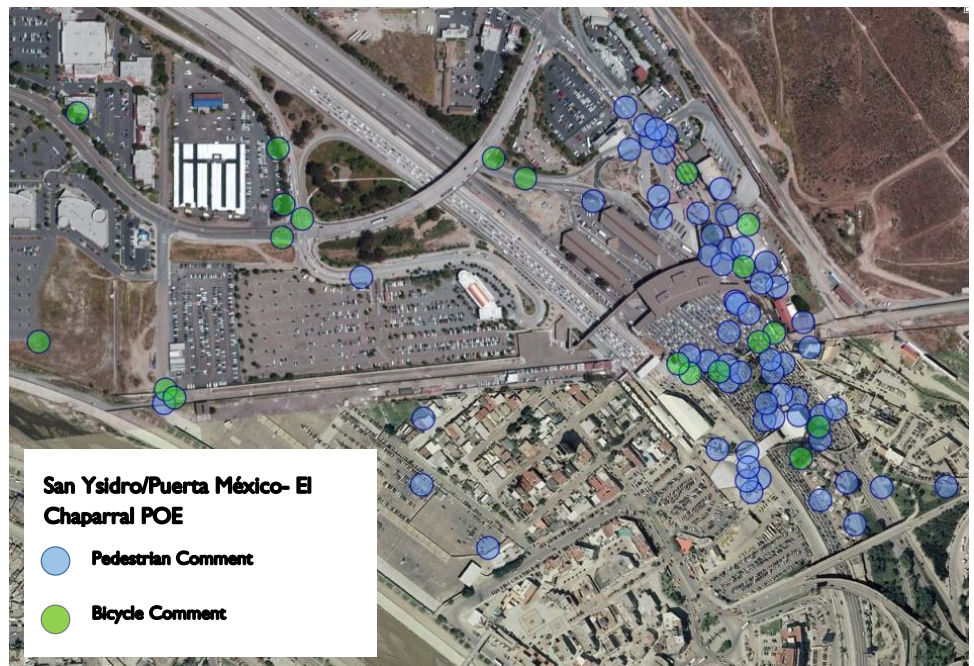 San Ysidro/Puerta México- El
Chaparral POE
Pedestrian Comment
Bicycle Comment